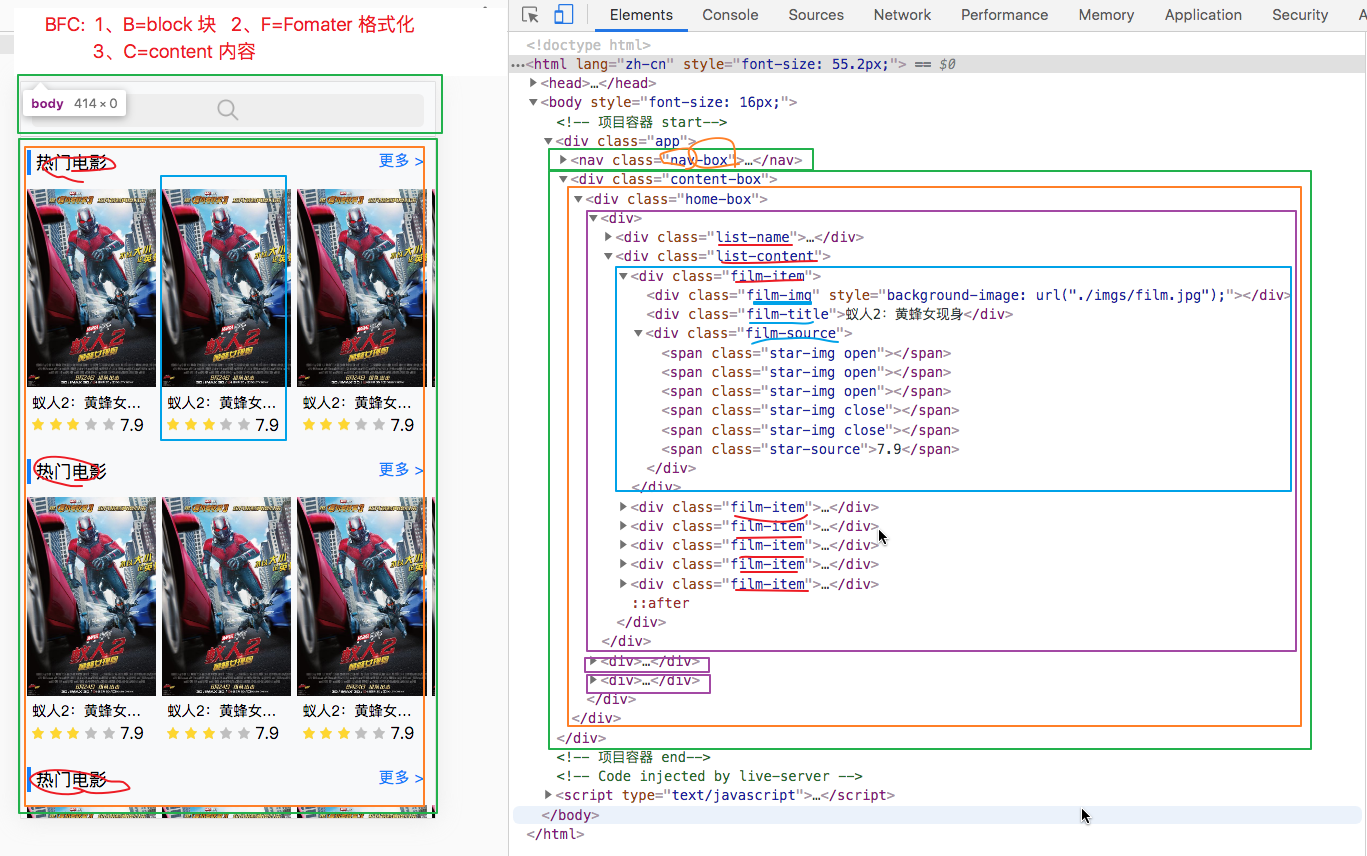 BFC: 1、B=block 块 2、F=Fomater 格式化
3、C=content 内容
body 414 × 0
热门电影 更多 >
蚁人2：黄蜂女... 蚁人2：黄蜂女... 蚁人2：黄蜂女...
7.9 7.9 7.9
热门电影 更多 >
蚁人2：黄蜂女... 蚁人2：黄蜂女... 蚁人2：黄蜂女...
7.9 7.9 7.9
热门电影 更多 >
Elements Console Sources Network Performance Memory Application Security A
<!doctype html>
…<html lang="zh-cn" style="font-size: 55.2px;"> == $0
<head>…</head>
<body style="font-size: 16px;">
<!-- 项目容器 start-->
<div class="app">
<nav class="nav-box">…</nav>
<div class="content-box">
<div class="home-box">
<div>
<div class="list-name">…</div>
<div class="list-content">
<div class="film-item">
<div class="film-img" style="background-image: url("./imgs/film.jpg");"></div>
<div class="film-title">蚁人2：黄蜂女现身</div>
<div class="film-source">
<span class="star-img open"></span>
<span class="star-img open"></span>
<span class="star-img open"></span>
<span class="star-img close"></span>
<span class="star-img close"></span>
<span class="star-source">7.9</span>
</div>
</div>
<div class="film-item">…</div>
<div class="film-item">…</div>
<div class="film-item">…</div>
<div class="film-item">…</div>
<div class="film-item">…</div>
::after
</div>
</div>
<div>…</div>
<div>…</div>
</div>
</div>
</div>
<!-- 项目容器 end-->
<!-- Code injected by live-server -->
<script type="text/javascript">…</script>
</body>
</html>